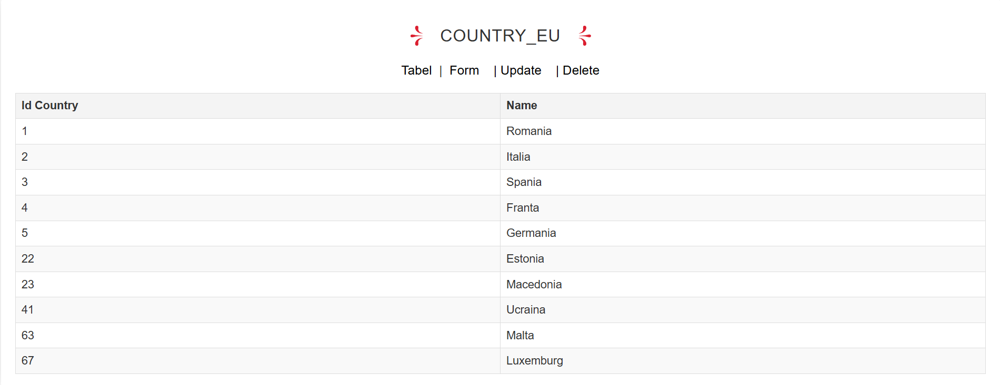 COUNTRY_EU
Tabel | Form | Update | Delete
Id Country Name
1 Romania
2 Italia
3 Spania
4 Franta
5 Germania
22 Estonia
23 Macedonia
41 Ucraina
63 Malta
67 Luxemburg